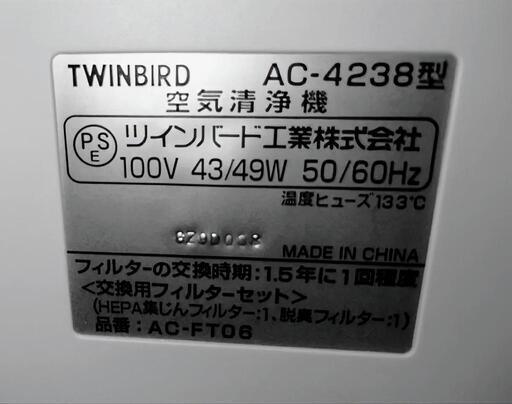 TWINBIRD AC-4238型
空気清浄機
PSE ツインバード工業株式会社
100V 43/49W 50/60Hz
温度ヒューズ133℃
MADE IN CHINA
フィルターの交換時期:1.5年に1回程度
<交換用フィルターセット>
(HEPA集じんフィルター:1、脱臭フィルター:1)
品番: AC-FT06